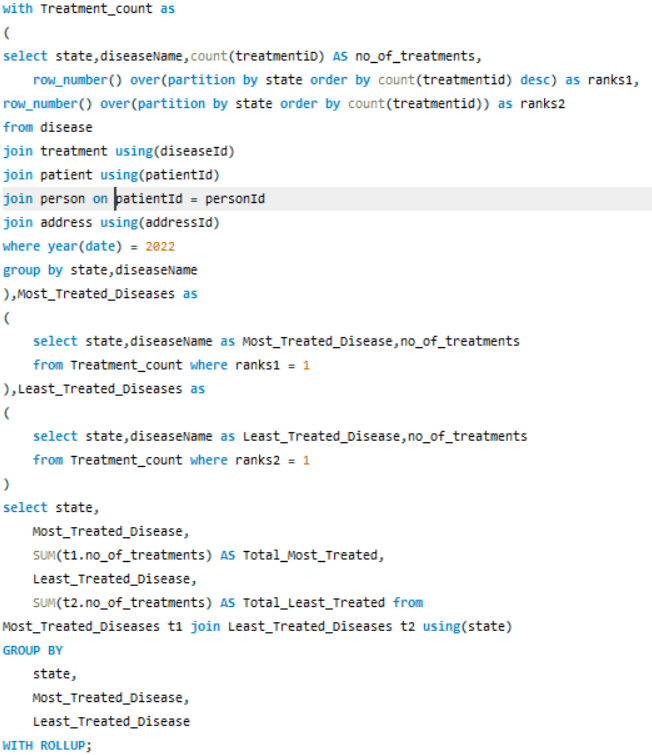 with Treatment_count as
(
select state,diseaseName,count(treatmentiD) AS no_of_treatments,
    row_number() over(partition by state order by count(treatmentid) desc) as ranks1,
row_number() over(partition by state order by count(treatmentid)) as ranks2
from disease
join treatment using(diseaseId)
join patient using(patientId)
join person on patientId = personId
join address using(addressId)
where year(date) = 2022
group by state,diseaseName
),Most_Treated_Diseases as
(
    select state,diseaseName as Most_Treated_Disease,no_of_treatments
    from Treatment_count where ranks1 = 1
),Least_Treated_Diseases as
(
    select state,diseaseName as Least_Treated_Disease,no_of_treatments
    from Treatment_count where ranks2 = 1
)
select state,
    Most_Treated_Disease,
    SUM(t1.no_of_treatments) AS Total_Most_Treated,
    Least_Treated_Disease,
    SUM(t2.no_of_treatments) AS Total_Least_Treated from
Most_Treated_Diseases t1 join Least_Treated_Diseases t2 using(state)
GROUP BY
    state,
    Most_Treated_Disease,
    Least_Treated_Disease
WITH ROLLUP;